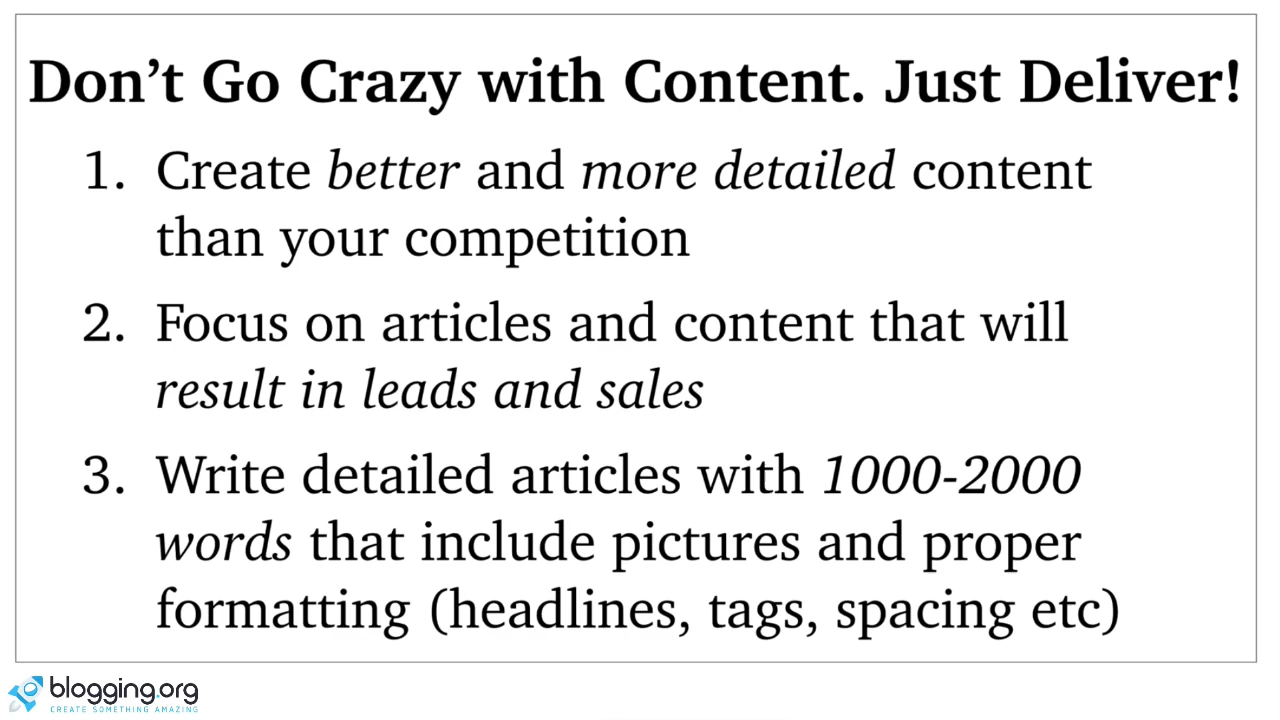 Don’t Go Crazy with Content. Just Deliver!
1. Create better and more detailed content
than your competition
2. Focus on articles and content that will
result in leads and sales
3. Write detailed articles with 1000-2000
words that include pictures and proper
formatting (headlines, tags, spacing etc)
blogging.org
CREATE SOMETHING AMAZING